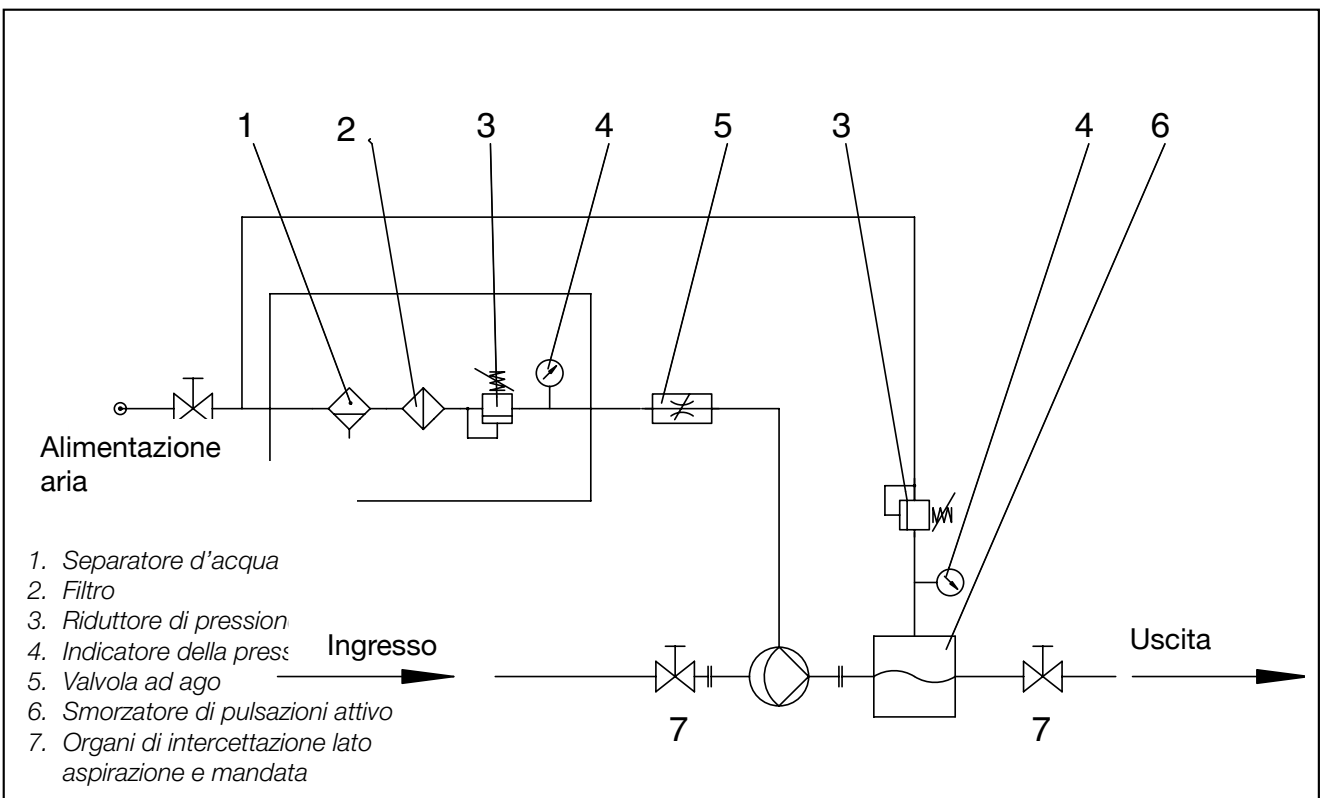 1 2 3 4 5 3 4 6
Alimentazione
aria
1. Separatore d'acqua
2. Filtro
3. Riduttore di pression
4. Indicatore della press
5. Valvola ad ago
6. Smorzatore di pulsazioni attivo
7. Organi di intercettazione lato
aspirazione e mandata
Ingresso
Uscita
7 7